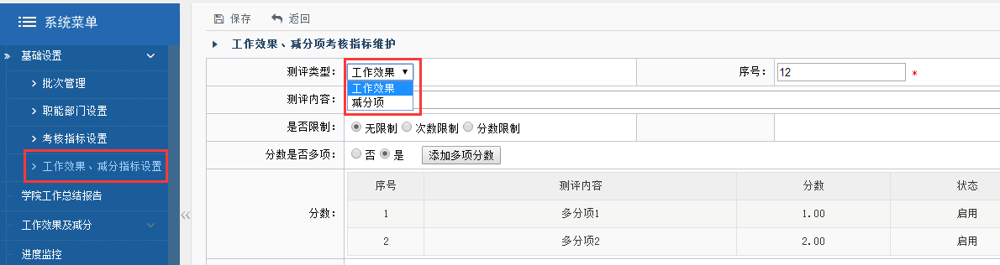 系统菜单
基础设置
批次管理
职能部门设置
考核指标设置
工作效果、减分指标设置
学院工作总结报告
工作效果及减分
进度监控
保存 返回
工作效果、减分项考核指标维护
测评类型： 工作效果 序号： 12 *
工作效果
减分项
测评内容：
是否限制： 无限制 次数限制 分数限制
分数是否多项： 否 是 添加多项分数
分数：
序号 测评内容 分数 状态
1 多分项1 1.00 启用
2 多分项2 2.00 启用